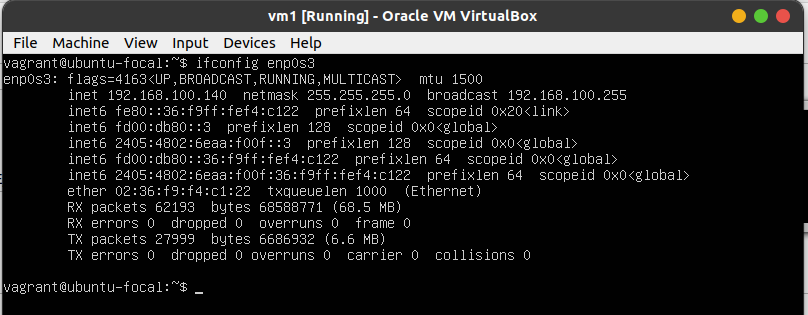 vm1 [Running] - Oracle VM VirtualBox
File Machine View Input Devices Help
vagrant@ubuntu-focal:~$ ifconfig enp0s3
enp0s3: flags=4163<UP,BROADCAST,RUNNING,MULTICAST>  mtu 1500
        inet 192.168.100.140  netmask 255.255.255.0  broadcast 192.168.100.255
        inet6 fe80::36:f9ff:fef4:c122  prefixlen 64  scopeid 0x20<link>
        inet6 fd00:db80::3  prefixlen 128  scopeid 0x0<global>
        inet6 2405:4802:6eaa:f00f::3  prefixlen 128  scopeid 0x0<global>
        inet6 fd00:db80::36:f9ff:fef4:c122  prefixlen 64  scopeid 0x0<global>
        inet6 2405:4802:6eaa:f00f:36:f9ff:fef4:c122  prefixlen 64  scopeid 0x0<global>
        ether 02:36:f9:f4:c1:22  txqueuelen 1000  (Ethernet)
        RX packets 62193  bytes 68588771 (68.5 MB)
        RX errors 0  dropped 0  overruns 0  frame 0
        TX packets 27999  bytes 6686932 (6.6 MB)
        TX errors 0  dropped 0 overruns 0  carrier 0  collisions 0
vagrant@ubuntu-focal:~$ _